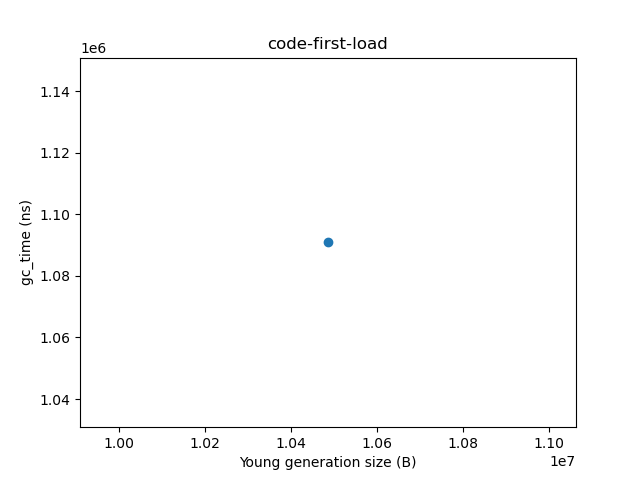 code-first-load
1e6
1.14
1.12
1.10
1.08
1.06
1.04
gc_time (ns)
1.00 1.02 1.04 1.06 1.08 1.10
1e7
Young generation size (B)